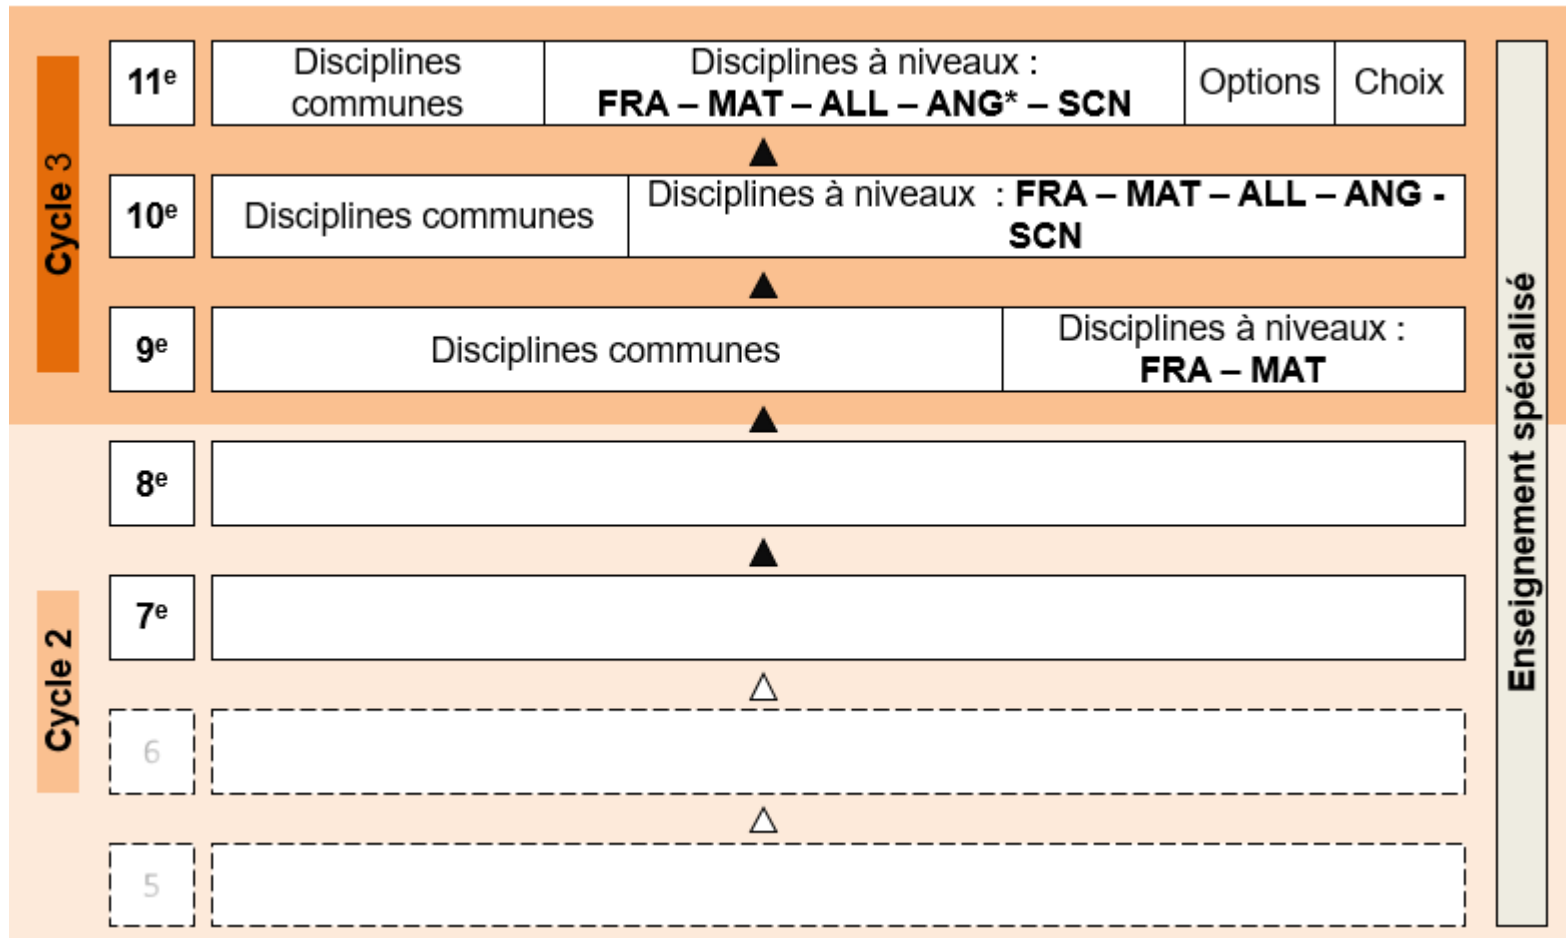 Cycle 3
11e
Disciplines
communes
Disciplines à niveaux :
FRA – MAT – ALL – ANG* – SCN
Options
Choix
10e
Disciplines communes
Disciplines à niveaux : FRA – MAT – ALL – ANG -
SCN
9e
Disciplines communes
Disciplines à niveaux :
FRA – MAT
Cycle 2
8e
7e
6
5
Enseignement spécialisé